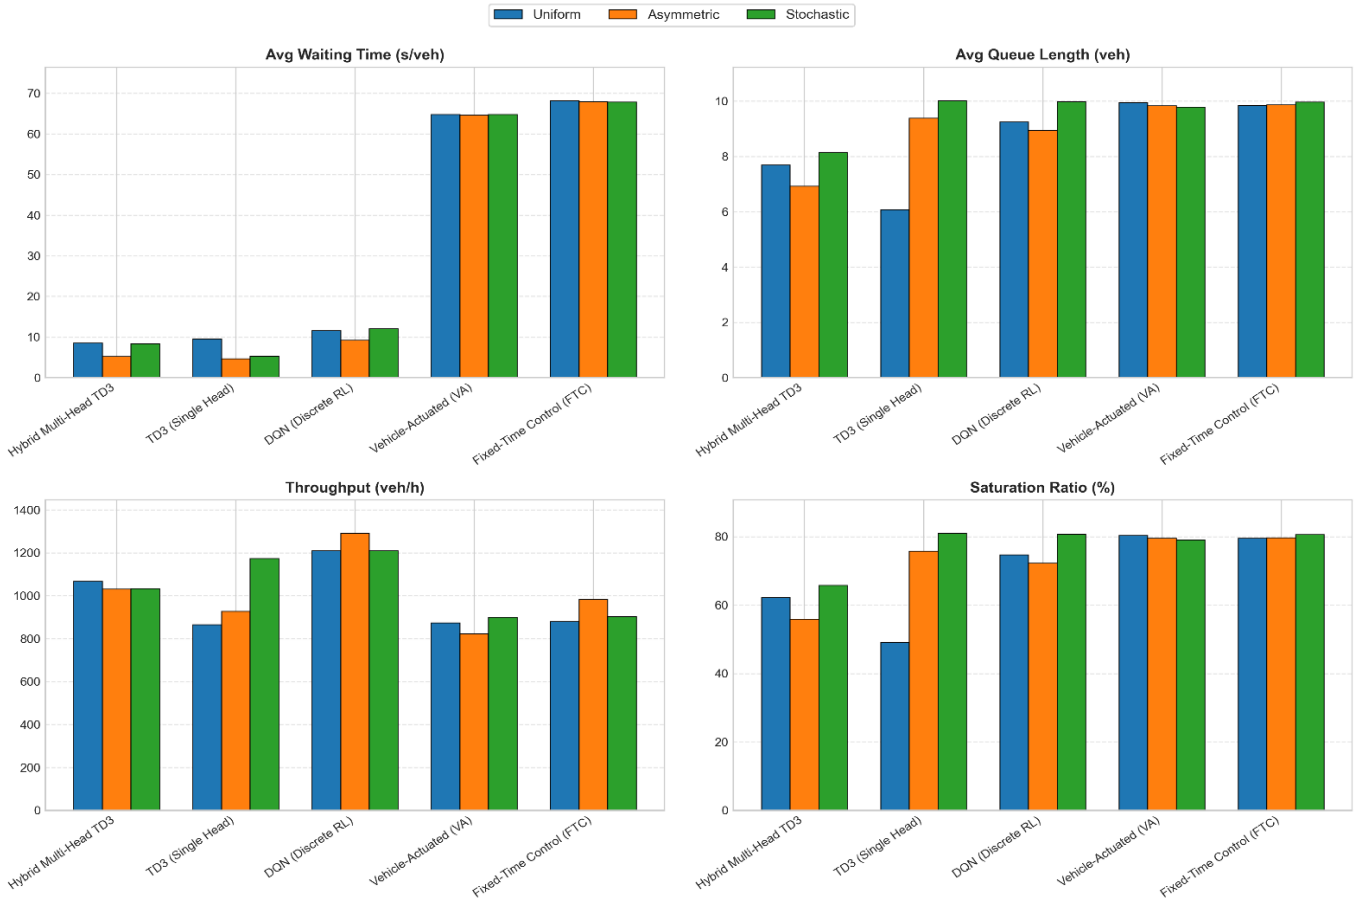 Uniform Asymmetric Stochastic
Avg Waiting Time (s/veh)
70
60
50
40
30
20
10
0
Hybrid Multi-Head TD3
TD3 (Single Head)
DQN (Discrete RL)
Vehicle-Actuated (VA)
Fixed-Time Control (FTC)
Avg Queue Length (veh)
10
8
6
4
2
0
Hybrid Multi-Head TD3
TD3 (Single Head)
DQN (Discrete RL)
Vehicle-Actuated (VA)
Fixed-Time Control (FTC)
Throughput (veh/h)
1400
1200
1000
800
600
400
200
0
Hybrid Multi-Head TD3
TD3 (Single Head)
DQN (Discrete RL)
Vehicle-Actuated (VA)
Fixed-Time Control (FTC)
Saturation Ratio (%)
80
60
40
20
0
Hybrid Multi-Head TD3
TD3 (Single Head)
DQN (Discrete RL)
Vehicle-Actuated (VA)
Fixed-Time Control (FTC)